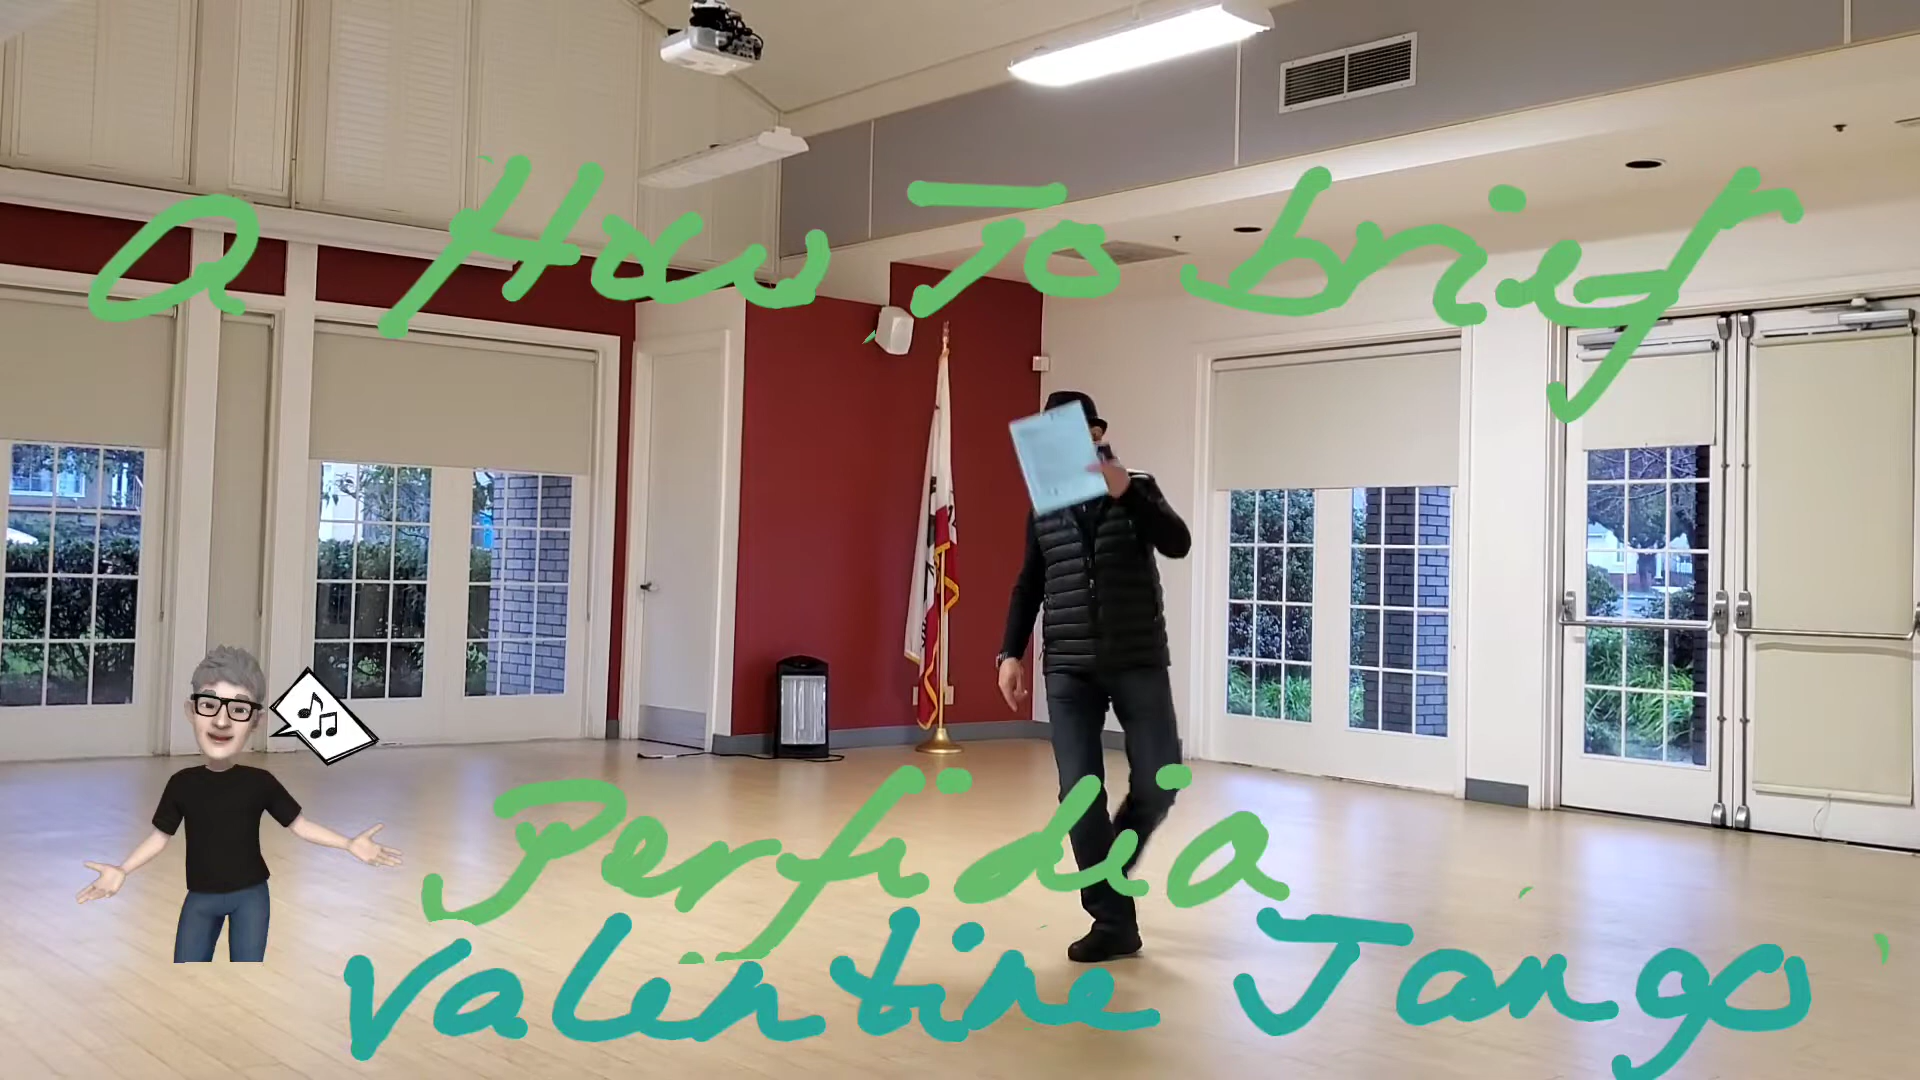 a How To brief
Perfidia
Valentine Tango